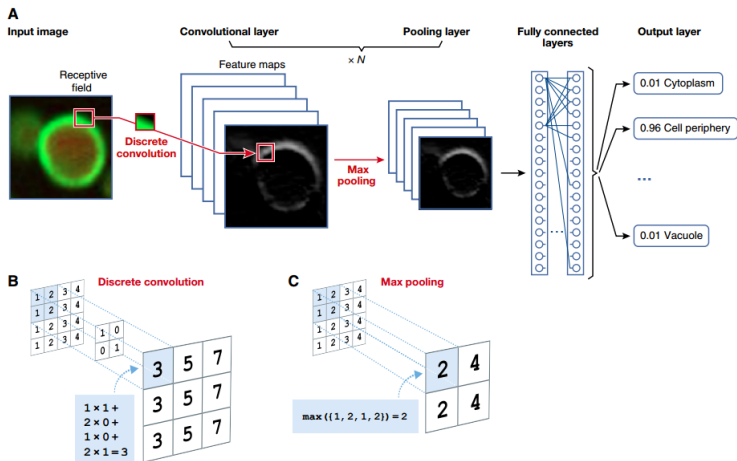 A
Input image
Convolutional layer
Pooling layer
Fully connected
layers
Output layer
× N
Receptive
field
Feature maps
Discrete
convolution
Max
pooling
0.01 Cytoplasm
0.96 Cell periphery
...
0.01 Vacuole
...
B
Discrete convolution
1 2 3 4
1 2 3 4
1 2 3 4
1 2 3 4
1 0
0 1
3 5 7
3 5 7
3 5 7
1 × 1 +
2 × 0 +
1 × 0 +
2 × 1 = 3
C
Max pooling
1 2 3 4
1 2 3 4
1 2 3 4
1 2 3 4
2 4
2 4
max({1, 2, 1, 2}) = 2